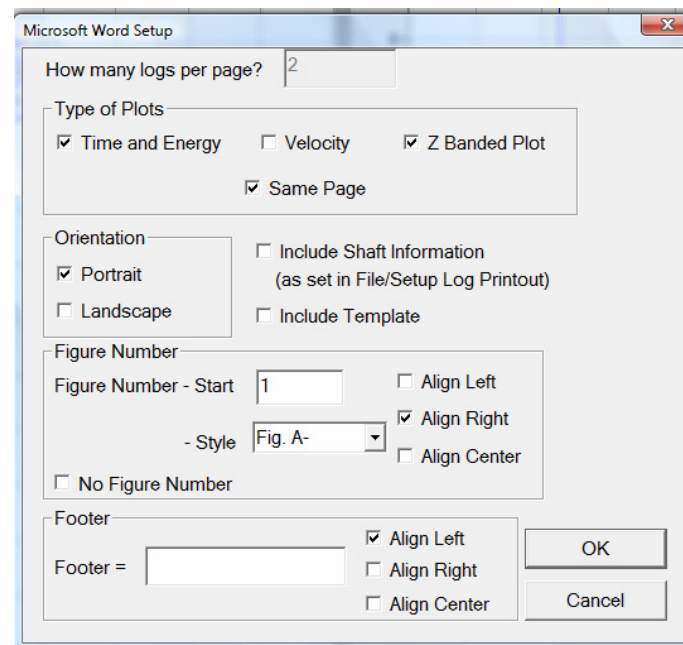 Microsoft Word Setup
How many logs per page? 2
Type of Plots
Time and Energy Velocity Z Banded Plot
Same Page
Orientation
Portrait
Landscape
Include Shaft Information
(as set in File/Setup Log Printout)
Include Template
Figure Number
Figure Number - Start 1
- Style Fig. A-
No Figure Number
Align Left
Align Right
Align Center
Footer
Footer =
Align Left
Align Right
Align Center
OK
Cancel